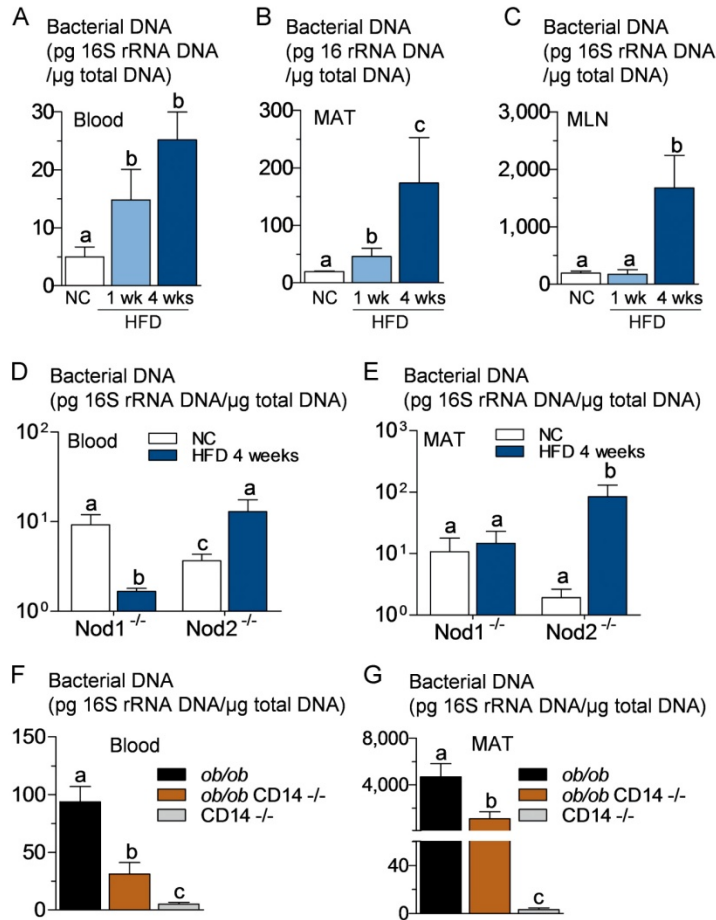 A
Bacterial DNA
(pg 16S rRNA DNA
/µg total DNA)
30
20
10
0
Blood
a
b
b
NC
1 wk
4 wks
HFD
B
Bacterial DNA
(pg 16 rRNA DNA
/µg total DNA)
300
200
100
0
MAT
a
b
c
NC
1 wk
4 wks
HFD
C
Bacterial DNA
(pg 16S rRNA DNA
/µg total DNA)
3,000
2,000
1,000
0
MLN
a
a
b
NC
1 wk
4 wks
HFD
D
Bacterial DNA
(pg 16S rRNA DNA/µg total DNA)
10²
10¹
10⁰
Blood
NC
HFD 4 weeks
a
b
c
a
Nod1 -/-
Nod2 -/-
E
Bacterial DNA
(pg 16S rRNA DNA/µg total DNA)
10³
10²
10¹
10⁰
MAT
NC
HFD 4 weeks
a
a
a
b
Nod1 -/-
Nod2 -/-
F
Bacterial DNA
(pg 16S rRNA DNA/µg total DNA)
150
100
50
0
Blood
a
b
c
ob/ob
ob/ob CD14 -/-
CD14 -/-
G
Bacterial DNA
(pg 16S rRNA DNA/µg total DNA)
8,000
4,000
40
0
MAT
a
b
c
ob/ob
ob/ob CD14 -/-
CD14 -/-